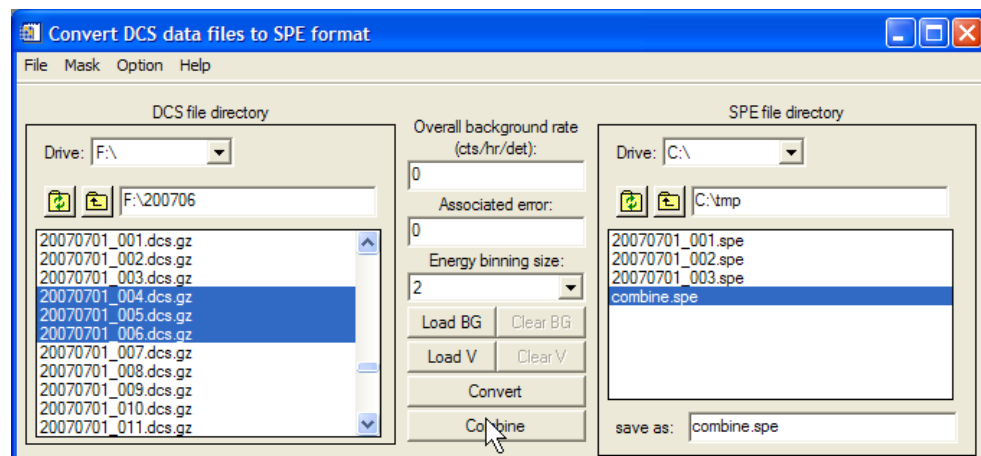 Convert DCS data files to SPE format
File Mask Option Help
DCS file directory
Drive: F:\
F:\200706
20070701_001.dcs.gz
20070701_002.dcs.gz
20070701_003.dcs.gz
20070701_004.dcs.gz
20070701_005.dcs.gz
20070701_006.dcs.gz
20070701_007.dcs.gz
20070701_008.dcs.gz
20070701_009.dcs.gz
20070701_010.dcs.gz
20070701_011.dcs.gz
Overall background rate
(cts/hr/det):
0
Associated error:
0
Energy binning size:
2
Load BG Clear BG
Load V Clear V
Convert
Combine
SPE file directory
Drive: C:\
C:\tmp
20070701_001.spe
20070701_002.spe
20070701_003.spe
combine.spe
save as: combine.spe